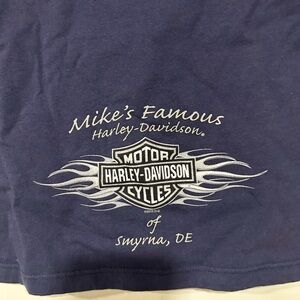 Mike's Famous
Harley-Davidson®
MOTOR
HARLEY-DAVIDSON
CYCLES
of
Smyrna, DE